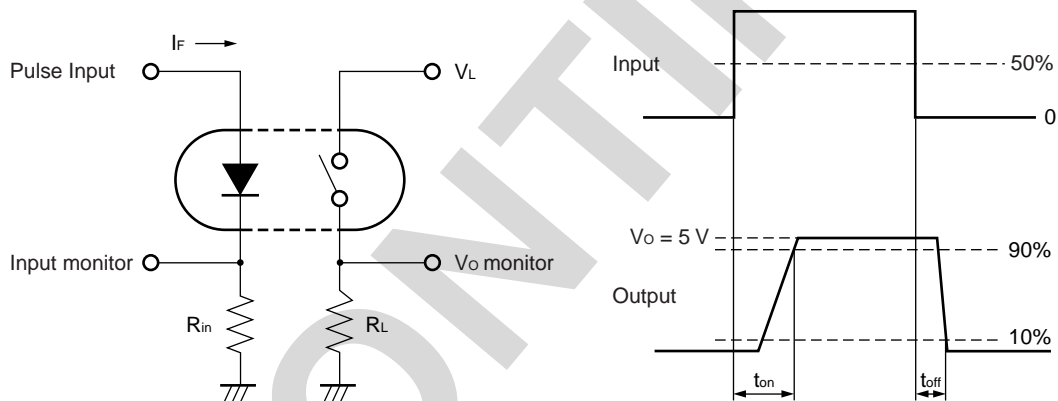 IF
Pulse Input
VL
Input monitor
VO monitor
Rin
RL
Input
50%
0
VO = 5 V
90%
Output
10%
ton
toff
ONTIN